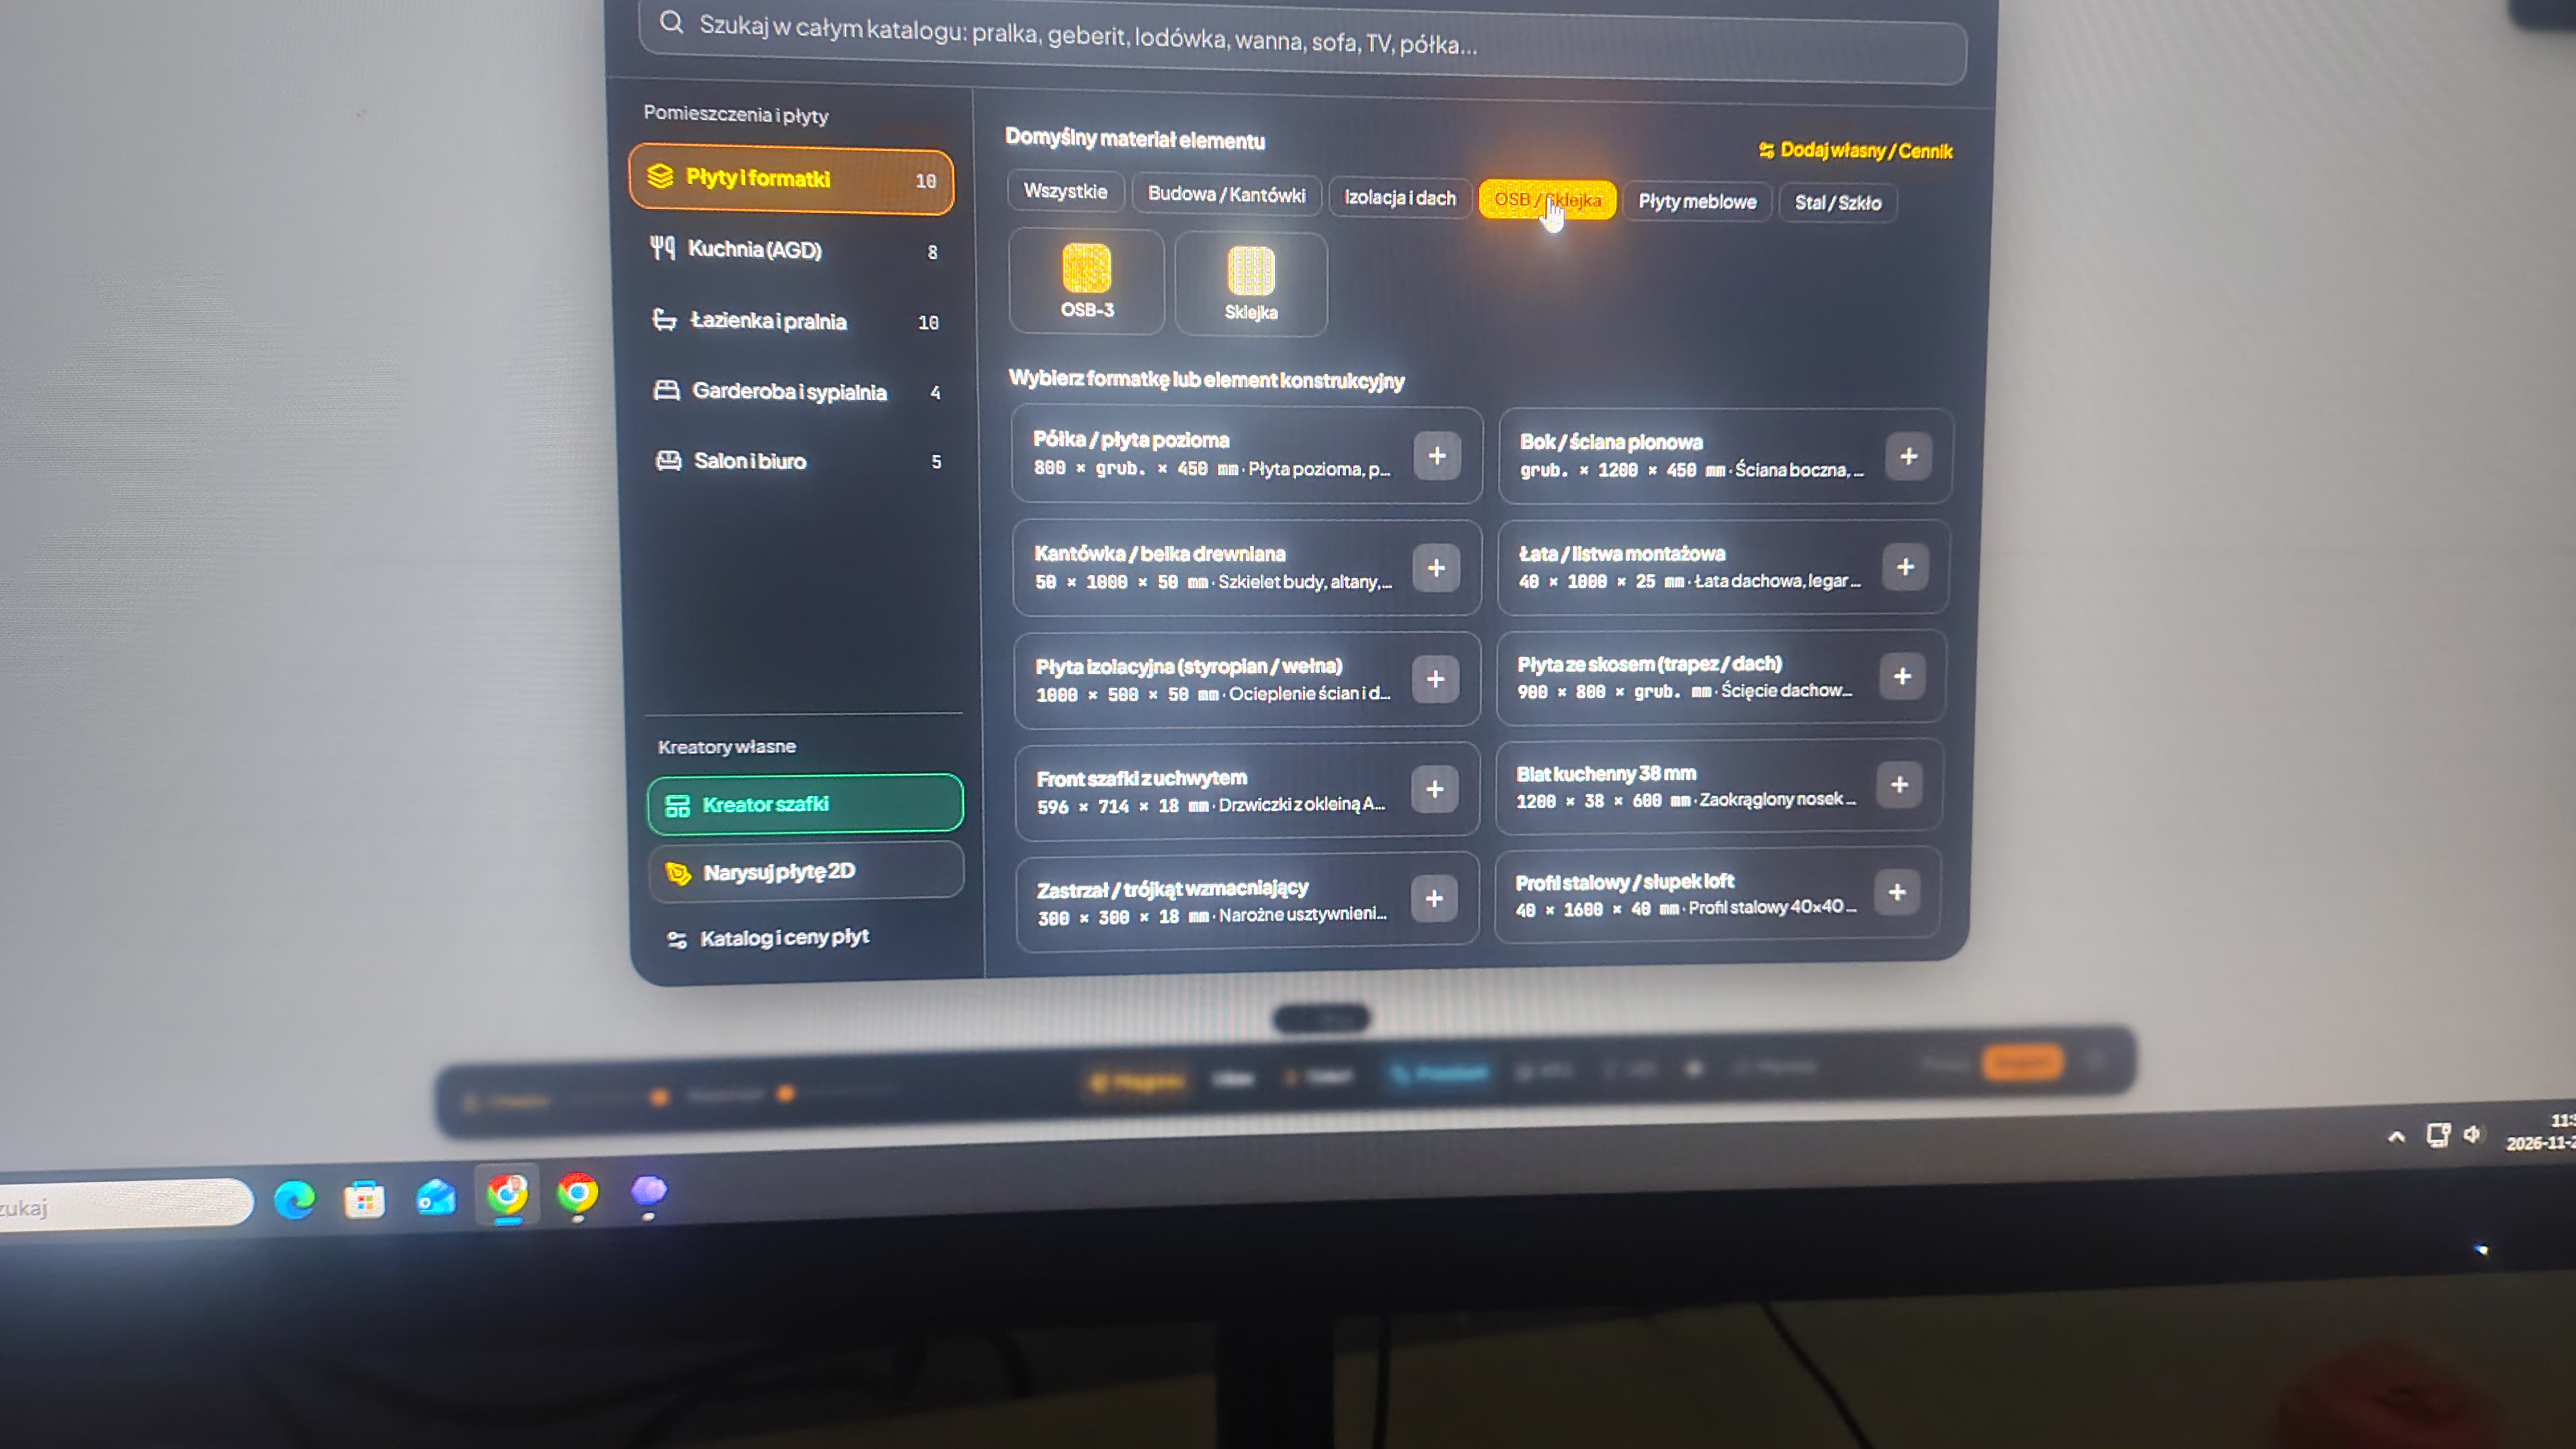 Szukaj w całym katalogu: pralka, geberit, lodówka, wanna, sofa, TV, półka...
Pomieszczenia i płyty
Płyty i formatki 10
Kuchnia (AGD) 8
Łazienka i pralnia 10
Garderoba i sypialnia 4
Salon i biuro 5
Kreatory własne
Kreator szafki
Narysuj płytę 2D
Katalog i ceny płyt
Domyślny materiał elementu
Dodaj własny / Cennik
Wszystkie
Budowa / Kantówki
Izolacja i dach
OSB / Sklejka
Płyty meblowe
Stal / Szkło
OSB-3
Sklejka
Wybierz formatkę lub element konstrukcyjny
Półka / płyta pozioma
800 × grub. × 450 mm · Płyta pozioma, p...
Bok / ściana pionowa
grub. × 1200 × 450 mm · Ściana boczna, ...
Kantówka / belka drewniana
50 × 1000 × 50 mm · Szkielet budy, altany,...
Łata / listwa montażowa
40 × 1000 × 25 mm · Łata dachowa, legar ...
Płyta izolacyjna (styropian / wełna)
1000 × 500 × 50 mm · Ocieplenie ścian i d...
Płyta ze skosem (trapez / dach)
900 × 800 × grub. mm · Ścięcie dachow...
Front szafki z uchwytem
596 × 714 × 18 mm · Drzwiczki z okleiną A...
Blat kuchenny 38 mm
1200 × 38 × 600 mm · Zaokrąglony nosek ...
Zastrzał / trójkąt wzmacniający
300 × 300 × 18 mm · Narożne usztywnieni...
Profil stalowy / słupek loft
40 × 1600 × 40 mm · Profil stalowy 40×40 ...
zukaj
11:
2026-11-2